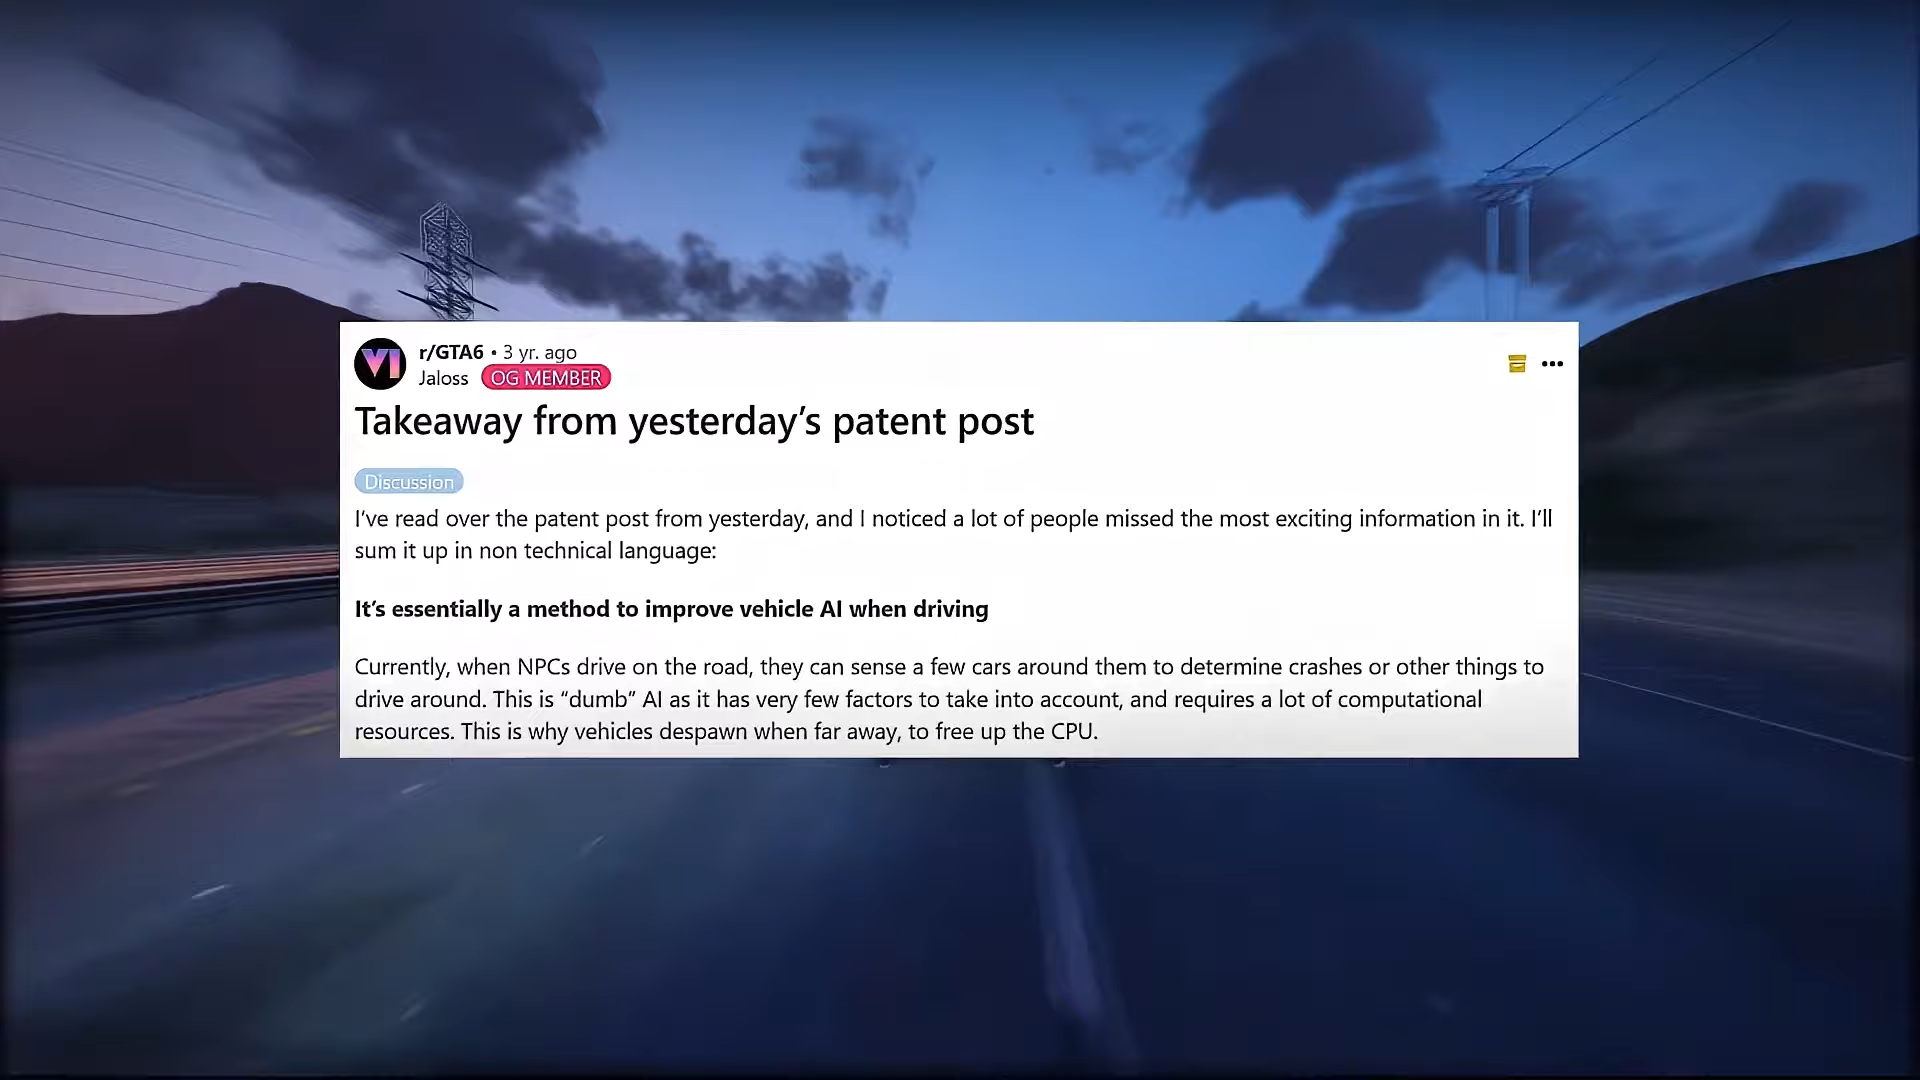 VI
r/GTA6 • 3 yr. ago
Jaloss OG MEMBER
Takeaway from yesterday’s patent post
Discussion
I’ve read over the patent post from yesterday, and I noticed a lot of people missed the most exciting information in it. I’ll
sum it up in non technical language:
It’s essentially a method to improve vehicle AI when driving
Currently, when NPCs drive on the road, they can sense a few cars around them to determine crashes or other things to
drive around. This is “dumb” AI as it has very few factors to take into account, and requires a lot of computational
resources. This is why vehicles despawn when far away, to free up the CPU.